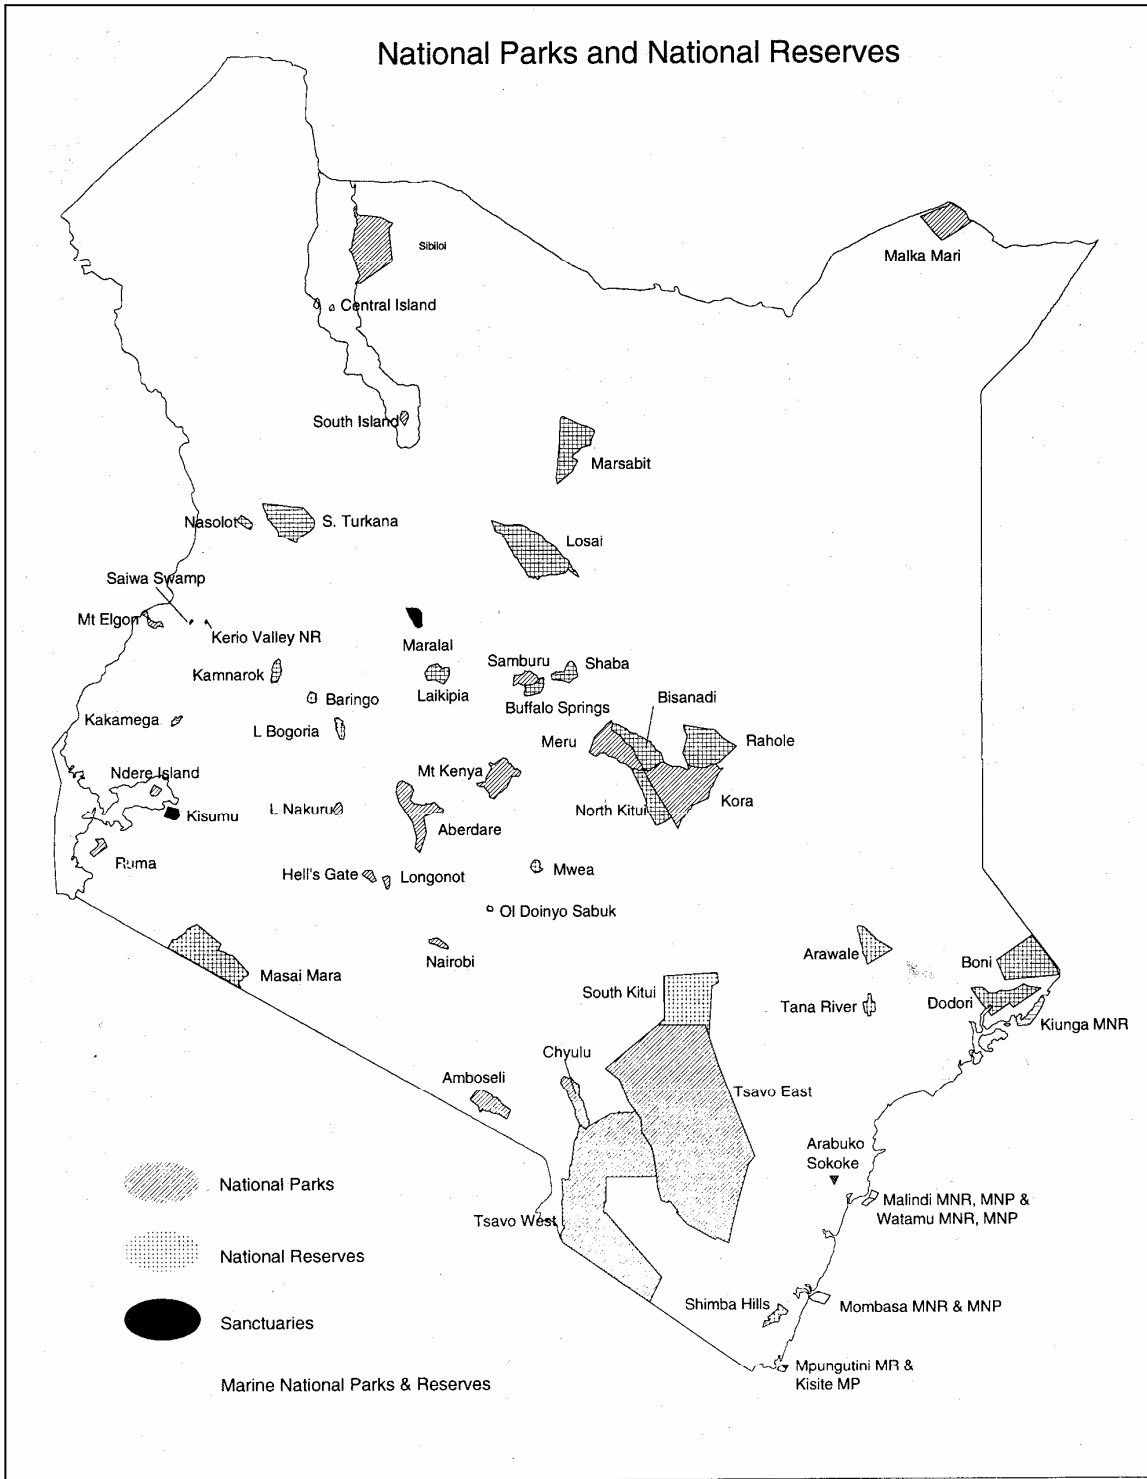 National Parks and National Reserves
Sibiloi
Malka Mari
Central Island
South Island
Marsabit
Nasolot
S. Turkana
Losai
Saiwa Swamp
Mt Elgon
Kerio Valley NR
Maralal
Kamnarok
Laikipia
Samburu
Shaba
Baringo
Buffalo Springs
Bisanadi
Kakamega
L Bogoria
Meru
Rahole
Ndere Island
Mt Kenya
Kisumu
L Nakuru
Aberdare
North Kitui
Kora
Ruma
Hell's Gate
Longonot
Mwea
Ol Doinyo Sabuk
Masai Mara
Nairobi
Arawale
Boni
South Kitui
Tana River
Dodori
Kiunga MNR
Chyulu
Amboseli
Tsavo East
Arabuko
Sokoke
Malindi MNR, MNP &
Watamu MNR, MNP
Tsavo West
Shimba Hills
Mombasa MNR & MNP
Mpungutini MR &
Kisite MP
National Parks
National Reserves
Sanctuaries
Marine National Parks & Reserves